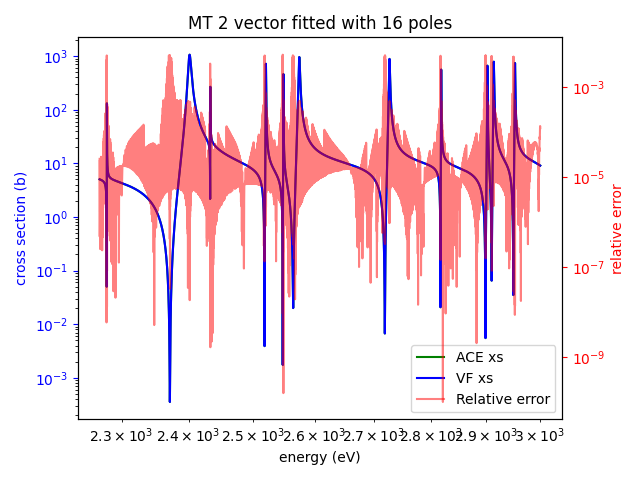 MT 2 vector fitted with 16 poles
cross section (b)
10³
10²
10¹
10⁰
10⁻¹
10⁻²
10⁻³
10⁻³
10⁻⁵
10⁻⁷
10⁻⁹
relative error
ACE xs
VF xs
Relative error
2.3 × 10³ 2.4 × 10³ 2.5 × 10³ 2.6 × 10³ 2.7 × 10³ 2.8 × 10³ 2.9 × 10³ 3 × 10³
energy (eV)